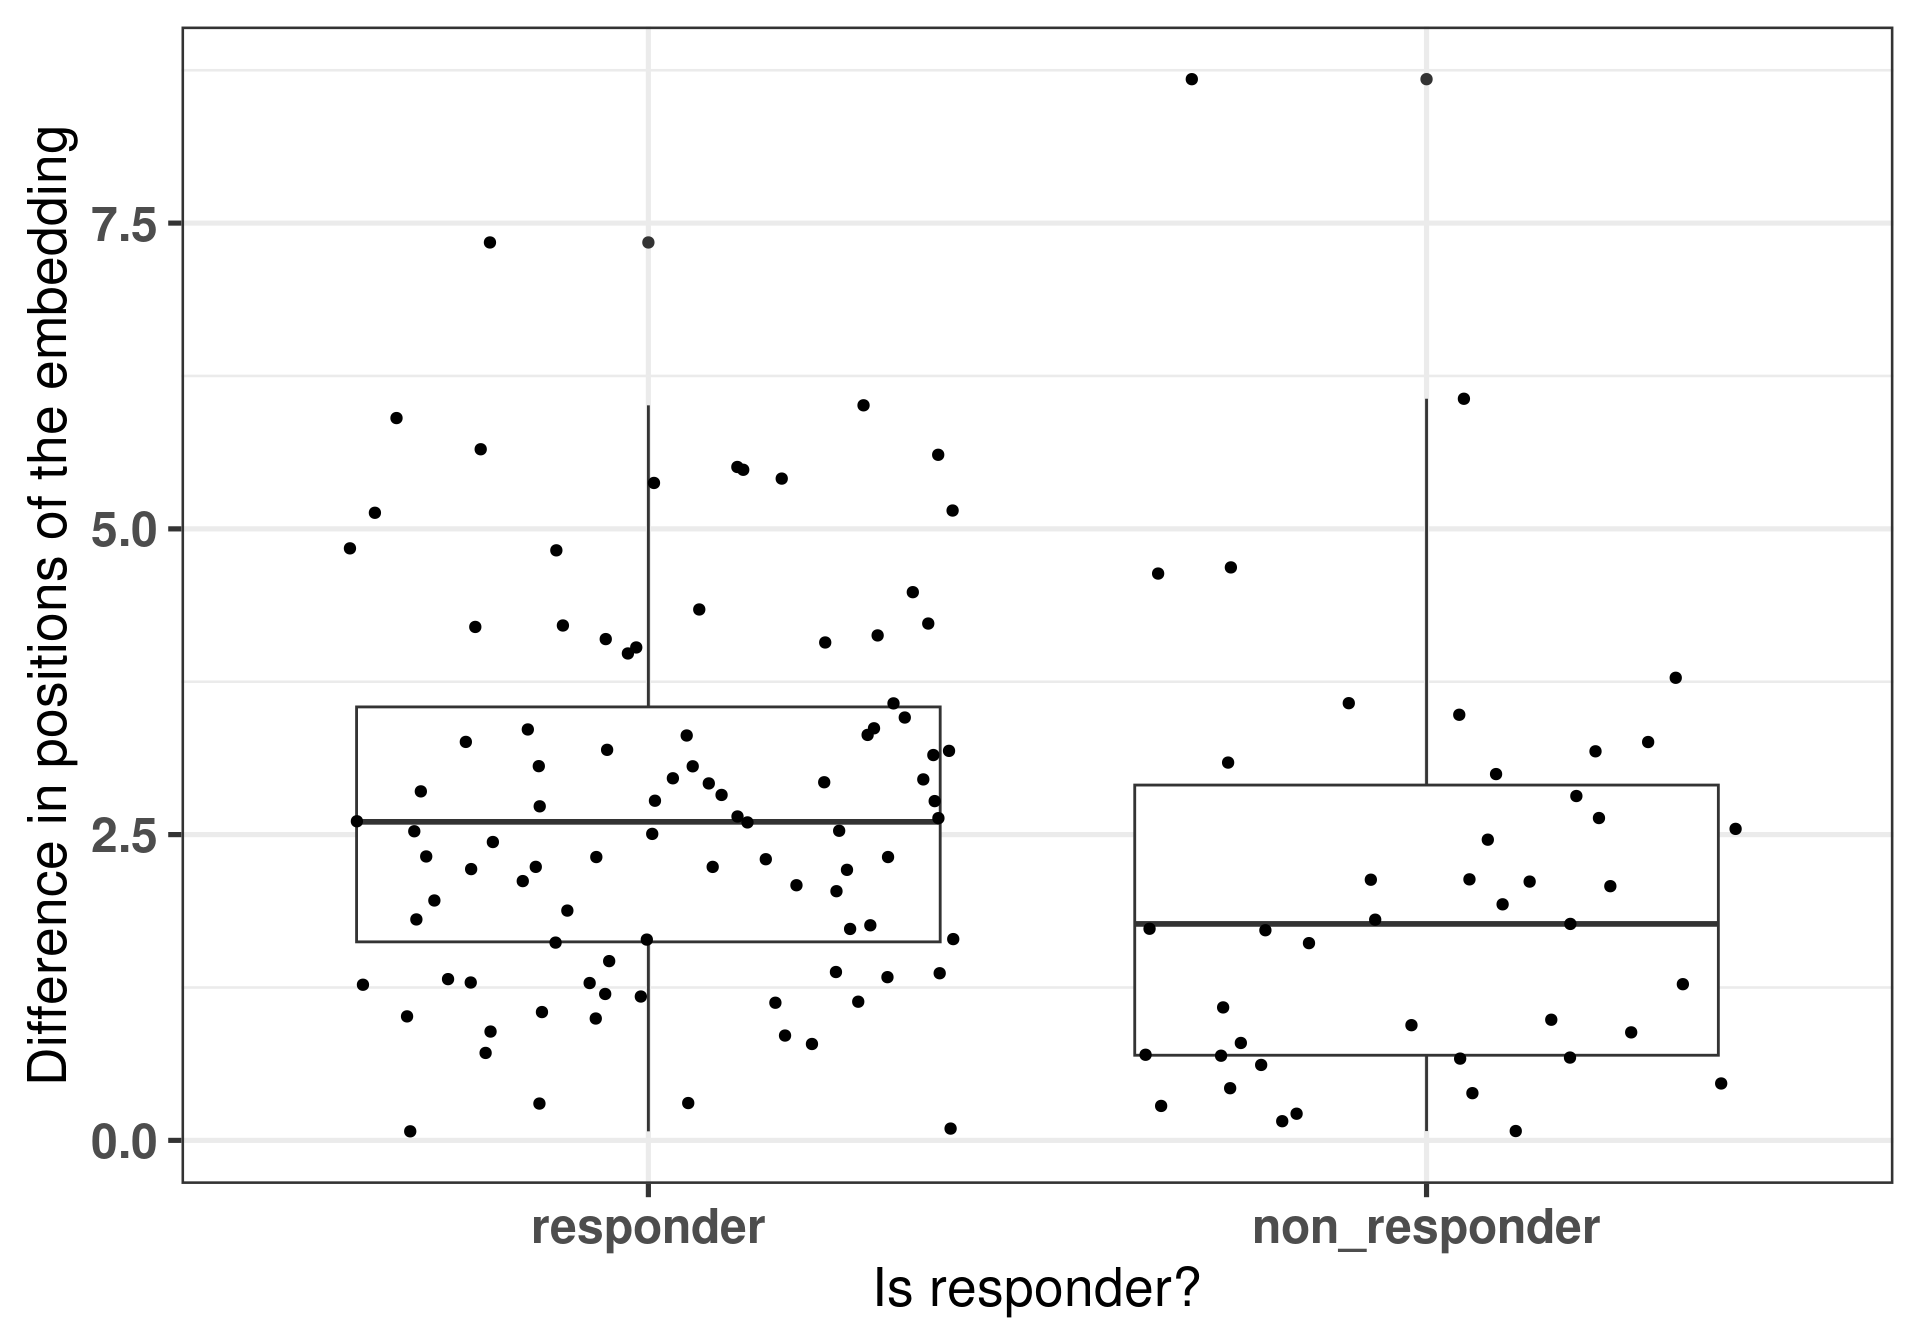 Difference in positions of the embedding
7.5
5.0
2.5
0.0
responder
non_responder
Is responder?